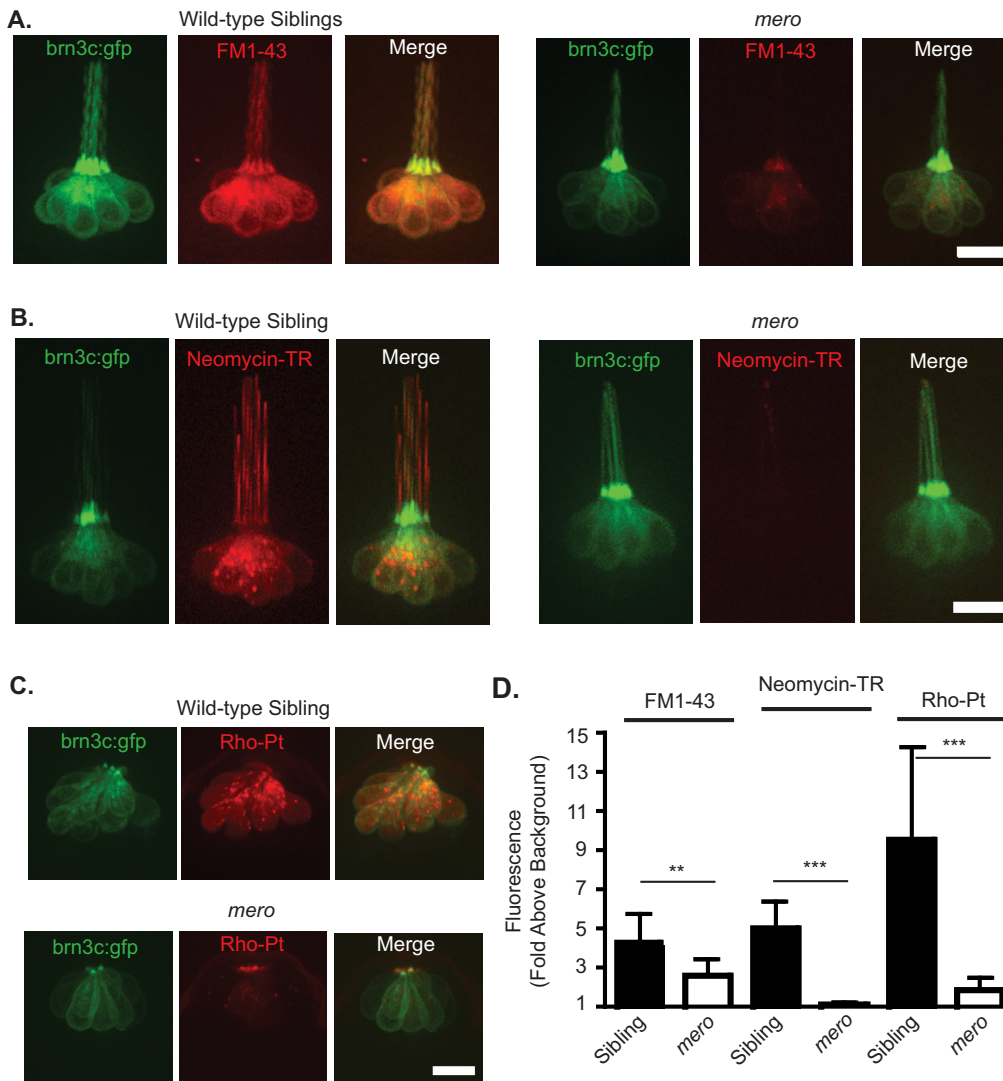 A.
Wild-type Siblings
mero
brn3c:gfp FM1-43 Merge
brn3c:gfp FM1-43 Merge
B.
Wild-type Sibling
mero
brn3c:gfp Neomycin-TR Merge
brn3c:gfp Neomycin-TR Merge
C.
Wild-type Sibling
brn3c:gfp Rho-Pt Merge
mero
brn3c:gfp Rho-Pt Merge
D.
FM1-43 Neomycin-TR Rho-Pt
Fluorescence
(Fold Above Background)
15
13
11
9
7
5
3
1
** *** ***
Sibling mero Sibling mero Sibling mero